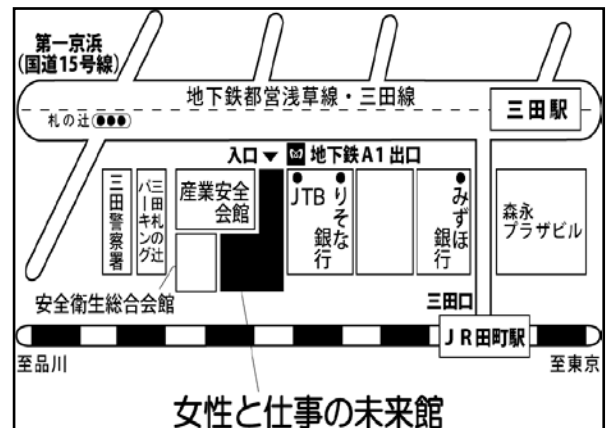 第一京浜
(国道15号線)
地下鉄都営浅草線・三田線
三田駅
札の辻
入口▼
地下鉄A1出口
三田警察署
三田札の辻
パーキング
産業安全
会館
JTB
りそな
銀行
みずほ
銀行
森永
プラザビル
安全衛生総合会館
三田口
JR田町駅
至品川
至東京
女性と仕事の未来館